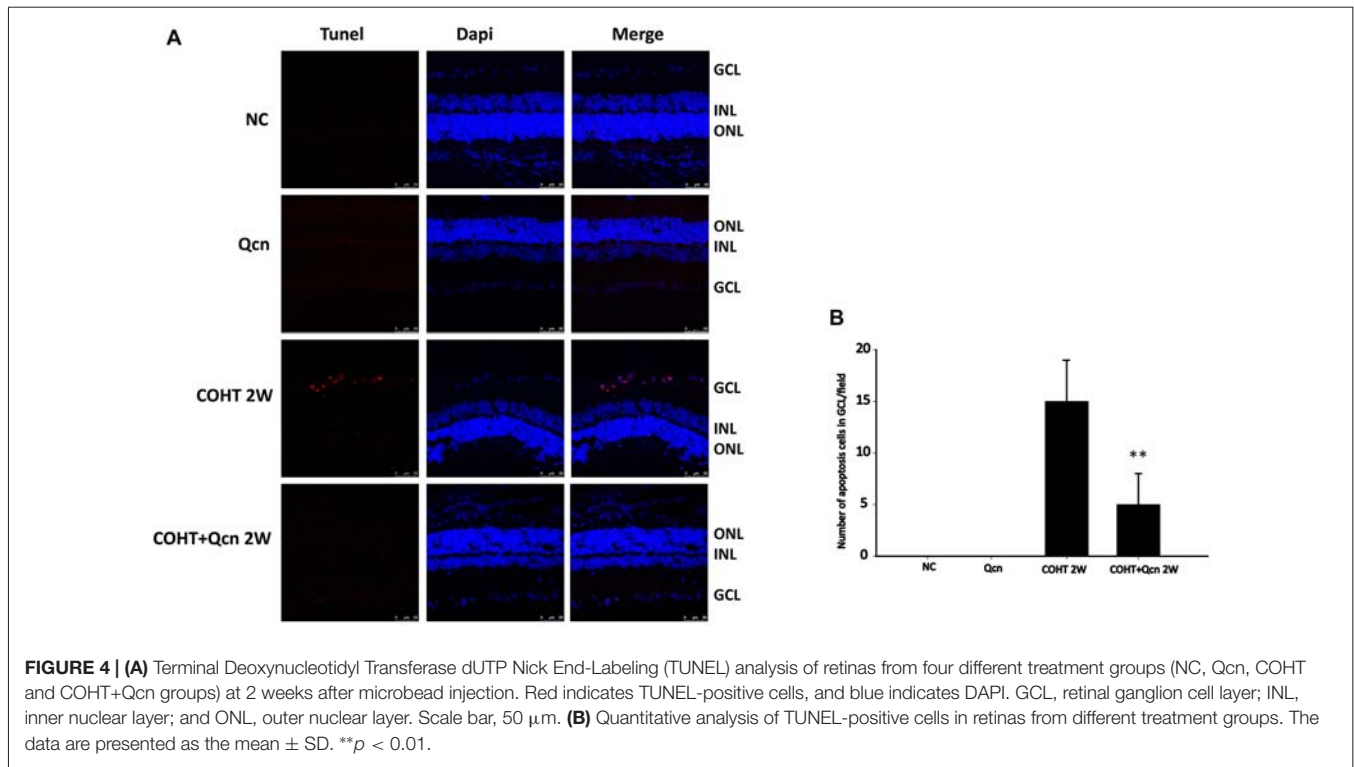 A
Tunel Dapi Merge
NC
GCL
INL
ONL
Qcn
ONL
INL
GCL
COHT 2W
GCL
INL
ONL
COHT+Qcn 2W
ONL
INL
GCL
B
Number of apoptosis cells in GCL/field
20
15
10
5
0
**
NC Qcn COHT 2W COHT+Qcn 2W
FIGURE 4 | (A) Terminal Deoxynucleotidyl Transferase dUTP Nick End-Labeling (TUNEL) analysis of retinas from four different treatment groups (NC, Qcn, COHT
and COHT+Qcn groups) at 2 weeks after microbead injection. Red indicates TUNEL-positive cells, and blue indicates DAPI. GCL, retinal ganglion cell layer; INL,
inner nuclear layer; and ONL, outer nuclear layer. Scale bar, 50 μm. (B) Quantitative analysis of TUNEL-positive cells in retinas from different treatment groups. The
data are presented as the mean ± SD. **p < 0.01.